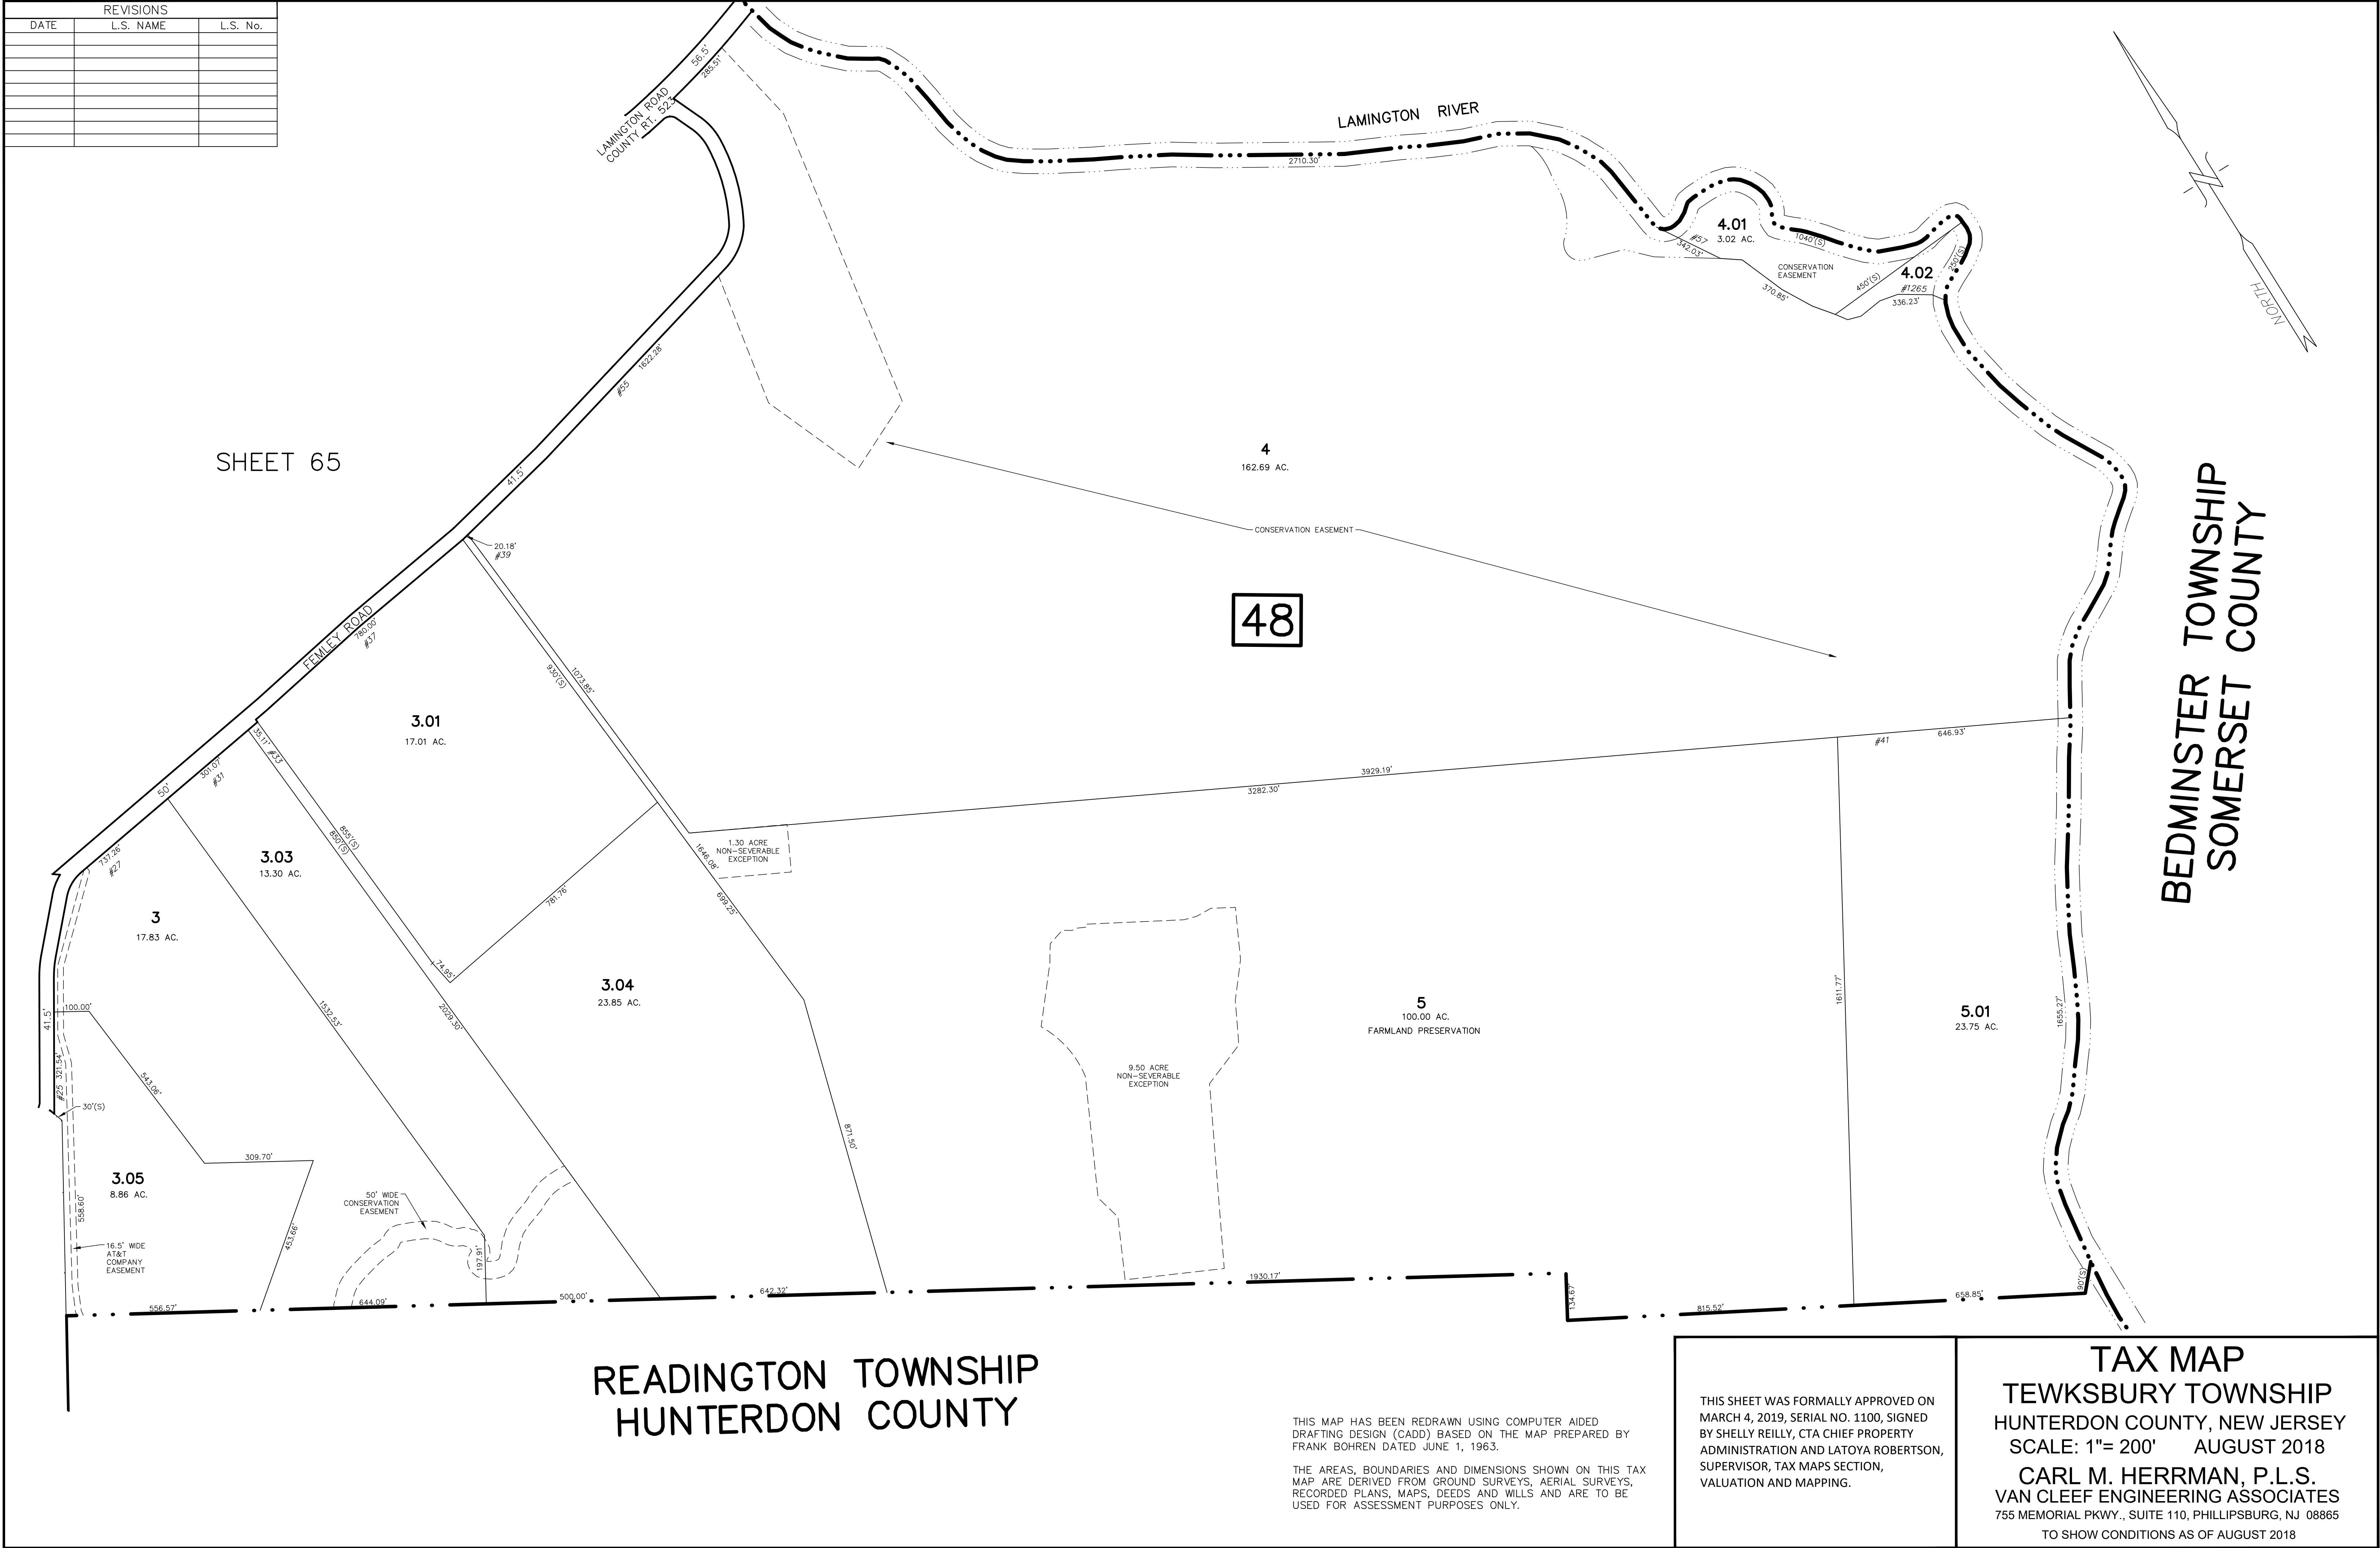 REVISIONS
DATE L.S. NAME L.S. No.
56.5'
285.51'
LAMINGTON ROAD
COUNTY RT. 523
LAMINGTON RIVER
2710.30'
4.01
3.02 AC.
#57
342.03'
1040'(S)
CONSERVATION
EASEMENT
370.85'
450'(S)
250'(S)
4.02
#1265
336.23'
NORTH
1622.28'
#55
SHEET 65
41.5'
4
162.69 AC.
CONSERVATION EASEMENT
20.18'
#39
48
BEDMINSTER TOWNSHIP
SOMERSET COUNTY
FEMLEY ROAD
780.00'
#37
930'(S)
1073.85'
3.01
17.01 AC.
35.11'
#33
301.07'
#31
50'
646.93'
#41
3929.19'
3282.30'
855'(S)
850'(S)
737.26'
#27
3.03
13.30 AC.
1.30 ACRE
NON-SEVERABLE
EXCEPTION
1646.08'
699.25'
781.76'
3
17.83 AC.
74.95'
3.04
23.85 AC.
5
100.00 AC.
FARMLAND PRESERVATION
1611.77'
5.01
23.75 AC.
1655.27'
100.00'
41.5'
1532.53'
2029.30'
543.06'
#25 321.54'
30'(S)
9.50 ACRE
NON-SEVERABLE
EXCEPTION
871.50'
309.70'
3.05
8.86 AC.
558.60'
50' WIDE
CONSERVATION
EASEMENT
453.66'
197.91'
16.5' WIDE
AT&T
COMPANY
EASEMENT
556.57'
644.09'
500.00'
642.32'
1930.17'
134.67'
815.52'
658.85'
90'(S)
READINGTON TOWNSHIP
HUNTERDON COUNTY
THIS MAP HAS BEEN REDRAWN USING COMPUTER AIDED
DRAFTING DESIGN (CADD) BASED ON THE MAP PREPARED BY
FRANK BOHREN DATED JUNE 1, 1963.
THE AREAS, BOUNDARIES AND DIMENSIONS SHOWN ON THIS TAX
MAP ARE DERIVED FROM GROUND SURVEYS, AERIAL SURVEYS,
RECORDED PLANS, MAPS, DEEDS AND WILLS AND ARE TO BE
USED FOR ASSESSMENT PURPOSES ONLY.
THIS SHEET WAS FORMALLY APPROVED ON
MARCH 4, 2019, SERIAL NO. 1100, SIGNED
BY SHELLY REILLY, CTA CHIEF PROPERTY
ADMINISTRATION AND LATOYA ROBERTSON,
SUPERVISOR, TAX MAPS SECTION,
VALUATION AND MAPPING.
TAX MAP
TEWKSBURY TOWNSHIP
HUNTERDON COUNTY, NEW JERSEY
SCALE: 1"= 200' AUGUST 2018
CARL M. HERRMAN, P.L.S.
VAN CLEEF ENGINEERING ASSOCIATES
755 MEMORIAL PKWY., SUITE 110, PHILLIPSBURG, NJ 08865
TO SHOW CONDITIONS AS OF AUGUST 2018